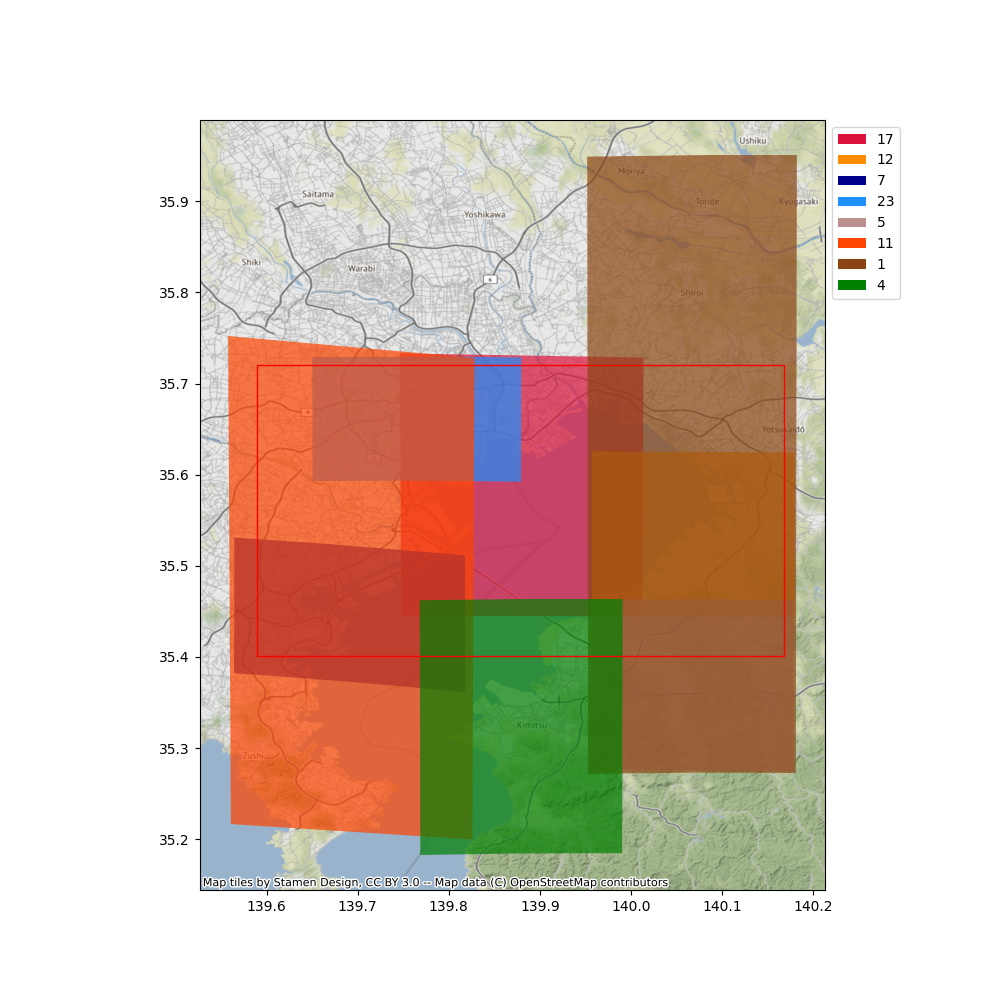 17
12
7
23
5
11
1
4
Ushiku
Moriya
Saitama
Toride
Ryugasaki
35.9
Yoshikawa
Shiki
Warabi
6
35.8
Shiroi
35.7
4
Yotsukaido
35.6
35.5
35.4
Kimitsu
35.3
Zushi
35.2
Map tiles by Stamen Design, CC BY 3.0 -- Map data (C) OpenStreetMap contributors
139.6
139.7
139.8
139.9
140.0
140.1
140.2